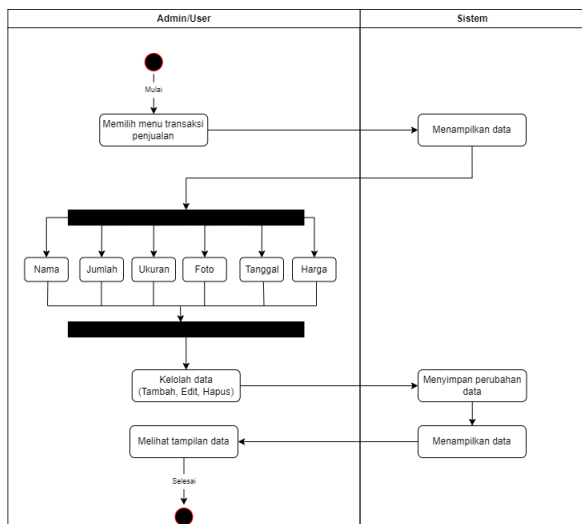 Admin/User
Sistem
Mulai
Memilih menu transaksi
penjualan
Menampilkan data
Nama
Jumlah
Ukuran
Foto
Tanggal
Harga
Kelolah data
(Tambah, Edit, Hapus)
Menyimpan perubahan
data
Melihat tampilan data
Menampilkan data
Selesai